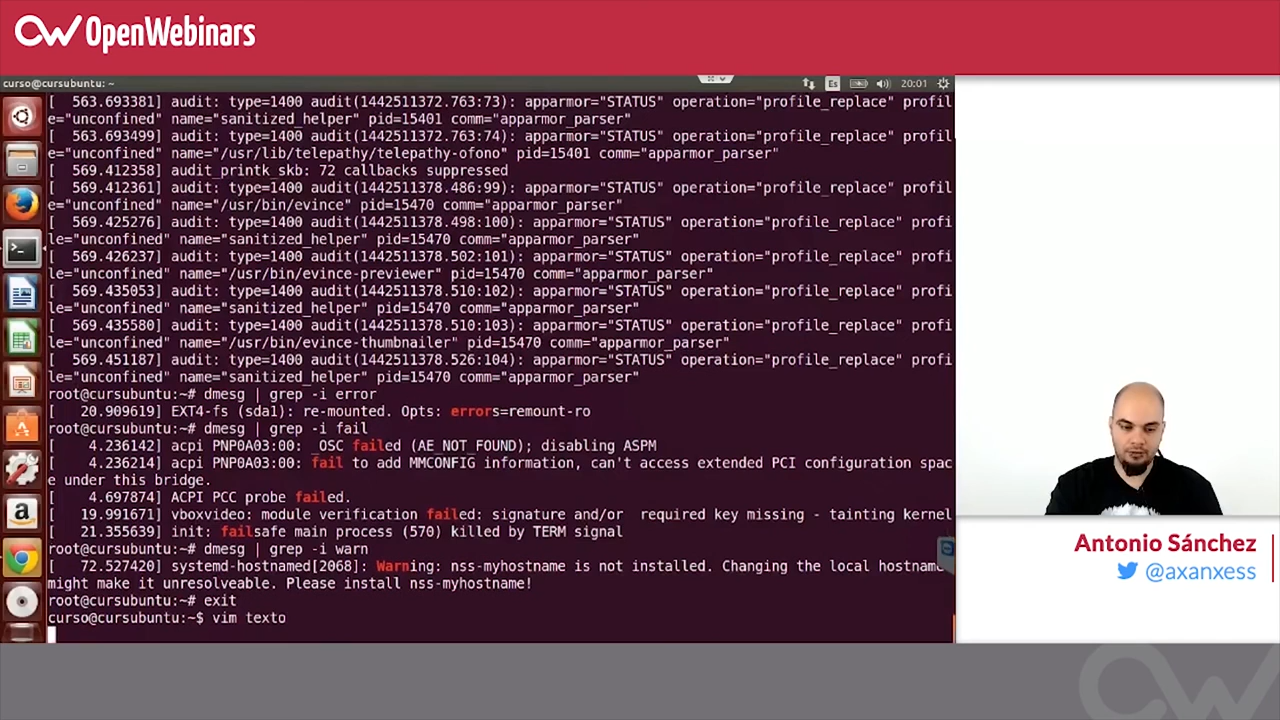 OpenWebinars
curso@cursubuntu: ~
Es
20:01
[  563.693381] audit: type=1400 audit(1442511372.763:73): apparmor="STATUS" operation="profile_replace" profil
e="unconfined" name="sanitized_helper" pid=15401 comm="apparmor_parser"
[  563.693499] audit: type=1400 audit(1442511372.763:74): apparmor="STATUS" operation="profile_replace" profil
e="unconfined" name="/usr/lib/telepathy/telepathy-ofono" pid=15401 comm="apparmor_parser"
[  569.412358] audit_printk_skb: 72 callbacks suppressed
[  569.412361] audit: type=1400 audit(1442511378.486:99): apparmor="STATUS" operation="profile_replace" profil
e="unconfined" name="/usr/bin/evince" pid=15470 comm="apparmor_parser"
[  569.425276] audit: type=1400 audit(1442511378.498:100): apparmor="STATUS" operation="profile_replace" profi
le="unconfined" name="sanitized_helper" pid=15470 comm="apparmor_parser"
[  569.426237] audit: type=1400 audit(1442511378.502:101): apparmor="STATUS" operation="profile_replace" profi
le="unconfined" name="/usr/bin/evince-previewer" pid=15470 comm="apparmor_parser"
[  569.435053] audit: type=1400 audit(1442511378.510:102): apparmor="STATUS" operation="profile_replace" profi
le="unconfined" name="sanitized_helper" pid=15470 comm="apparmor_parser"
[  569.435580] audit: type=1400 audit(1442511378.510:103): apparmor="STATUS" operation="profile_replace" profi
le="unconfined" name="/usr/bin/evince-thumbnailer" pid=15470 comm="apparmor_parser"
[  569.451187] audit: type=1400 audit(1442511378.526:104): apparmor="STATUS" operation="profile_replace" profi
le="unconfined" name="sanitized_helper" pid=15470 comm="apparmor_parser"
root@cursubuntu:~# dmesg | grep -i error
[   20.909619] EXT4-fs (sda1): re-mounted. Opts: errors=remount-ro
root@cursubuntu:~# dmesg | grep -i fail
[    4.236142] acpi PNP0A03:00: _OSC failed (AE_NOT_FOUND); disabling ASPM
[    4.236214] acpi PNP0A03:00: fail to add MMCONFIG information, can't access extended PCI configuration spac
e under this bridge.
[    4.697874] ACPI PCC probe failed.
[   19.991671] vboxvideo: module verification failed: signature and/or  required key missing - tainting kernel
[   21.355639] init: failsafe main process (570) killed by TERM signal
root@cursubuntu:~# dmesg | grep -i warn
[   72.527420] systemd-hostnamed[2068]: Warning: nss-myhostname is not installed. Changing the local hostname
might make it unresolveable. Please install nss-myhostname!
root@cursubuntu:~# exit
curso@cursubuntu:~$ vim texto
Antonio Sánchez
@axanxess